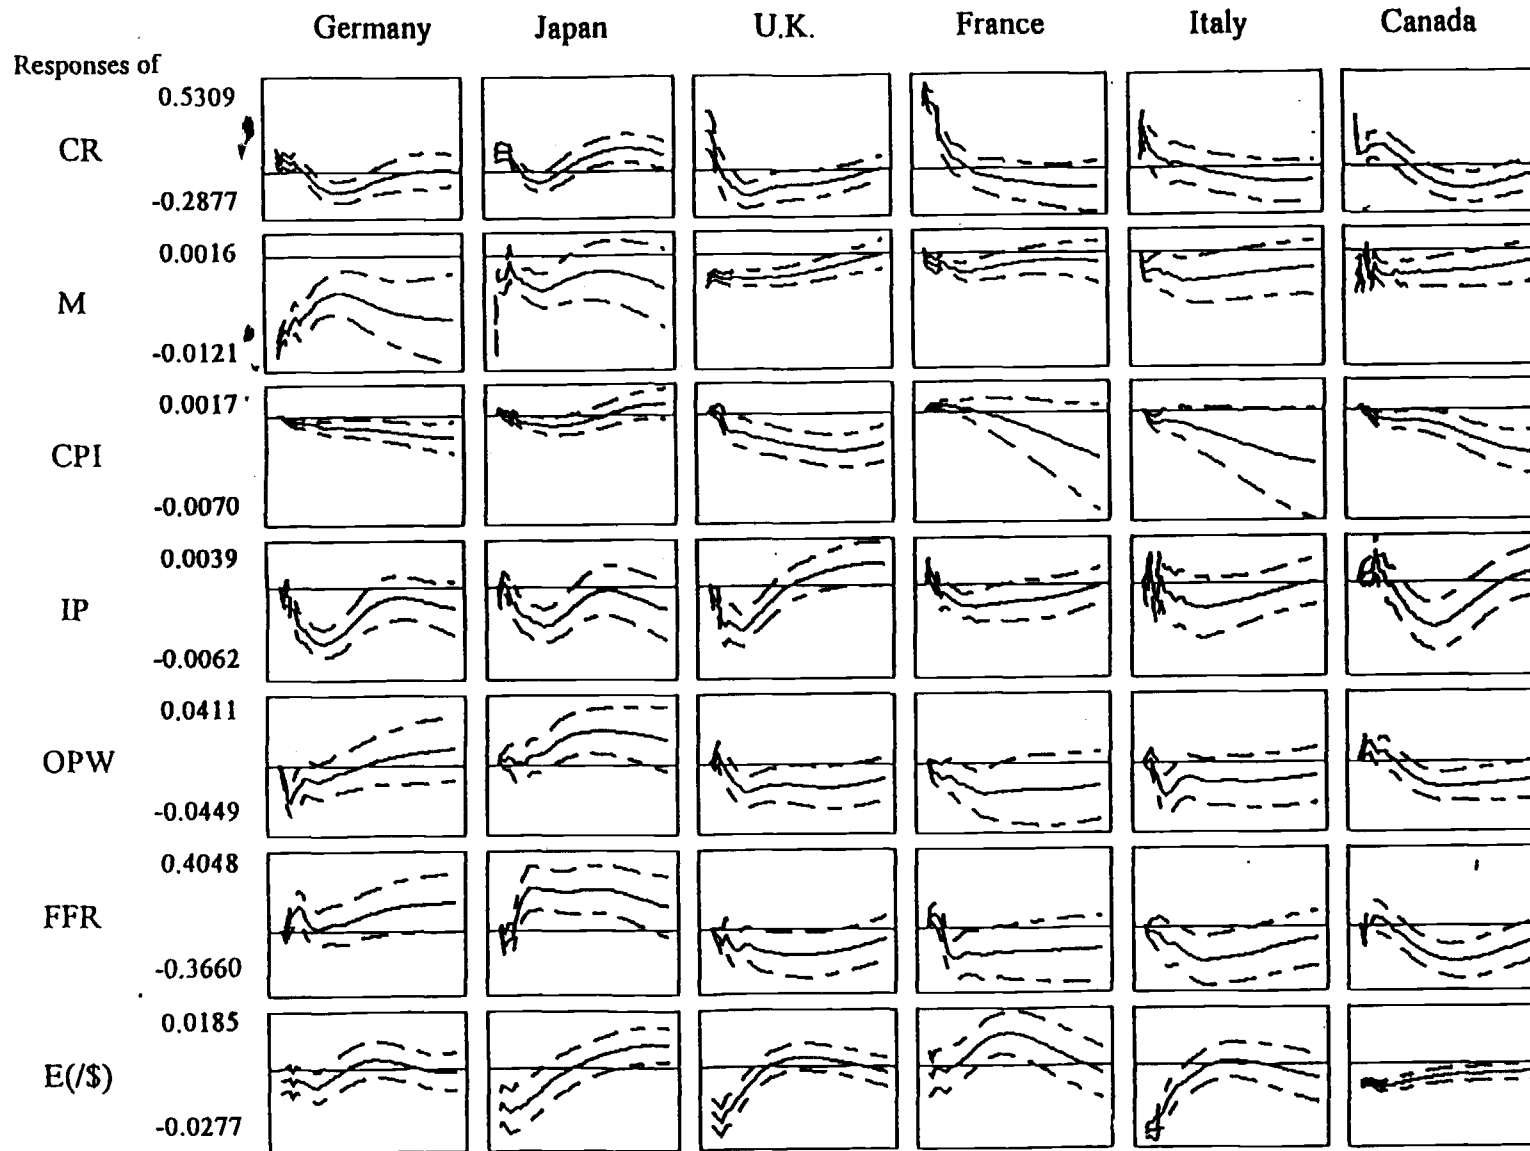 Germany Japan U.K. France Italy Canada
Responses of
0.5309
CR
-0.2877
0.0016
M
-0.0121
0.0017
CPI
-0.0070
0.0039
IP
-0.0062
0.0411
OPW
-0.0449
0.4048
FFR
-0.3660
0.0185
E(/$)
-0.0277